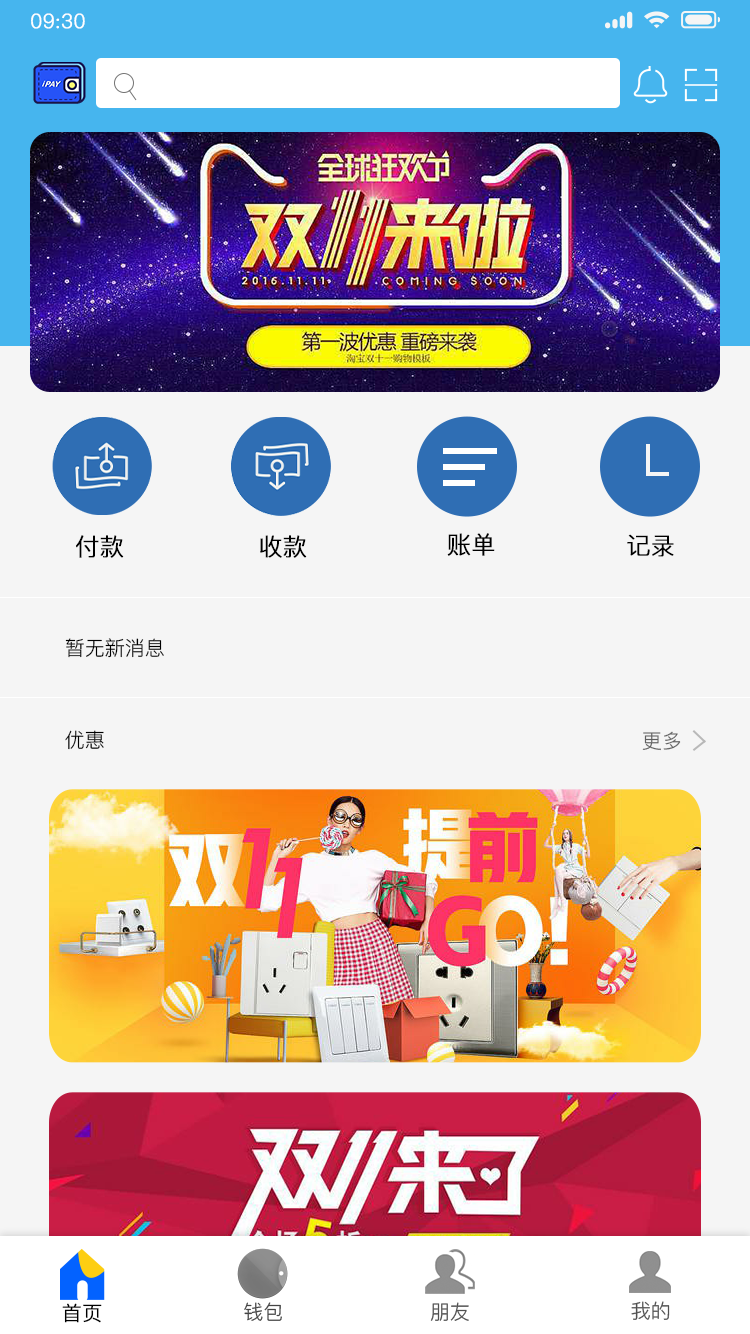 09:30
iPAY
全球狂欢节
双11来啦
2016.11.11 COMING SOON
第一波优惠 重磅来袭
淘宝双十一购物模板
付款 收款 账单 记录
暂无新消息
优惠 更多
双11 提前
GO!
双11来了
5
首页 钱包 朋友 我的